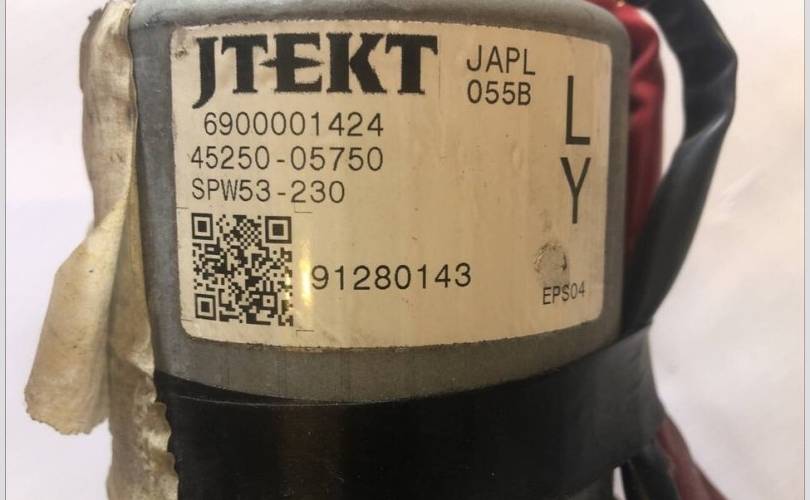 JTEKT
JAPL
055B
6900001424
45250-05750
SPW53-230
L
Y
91280143
EPS04